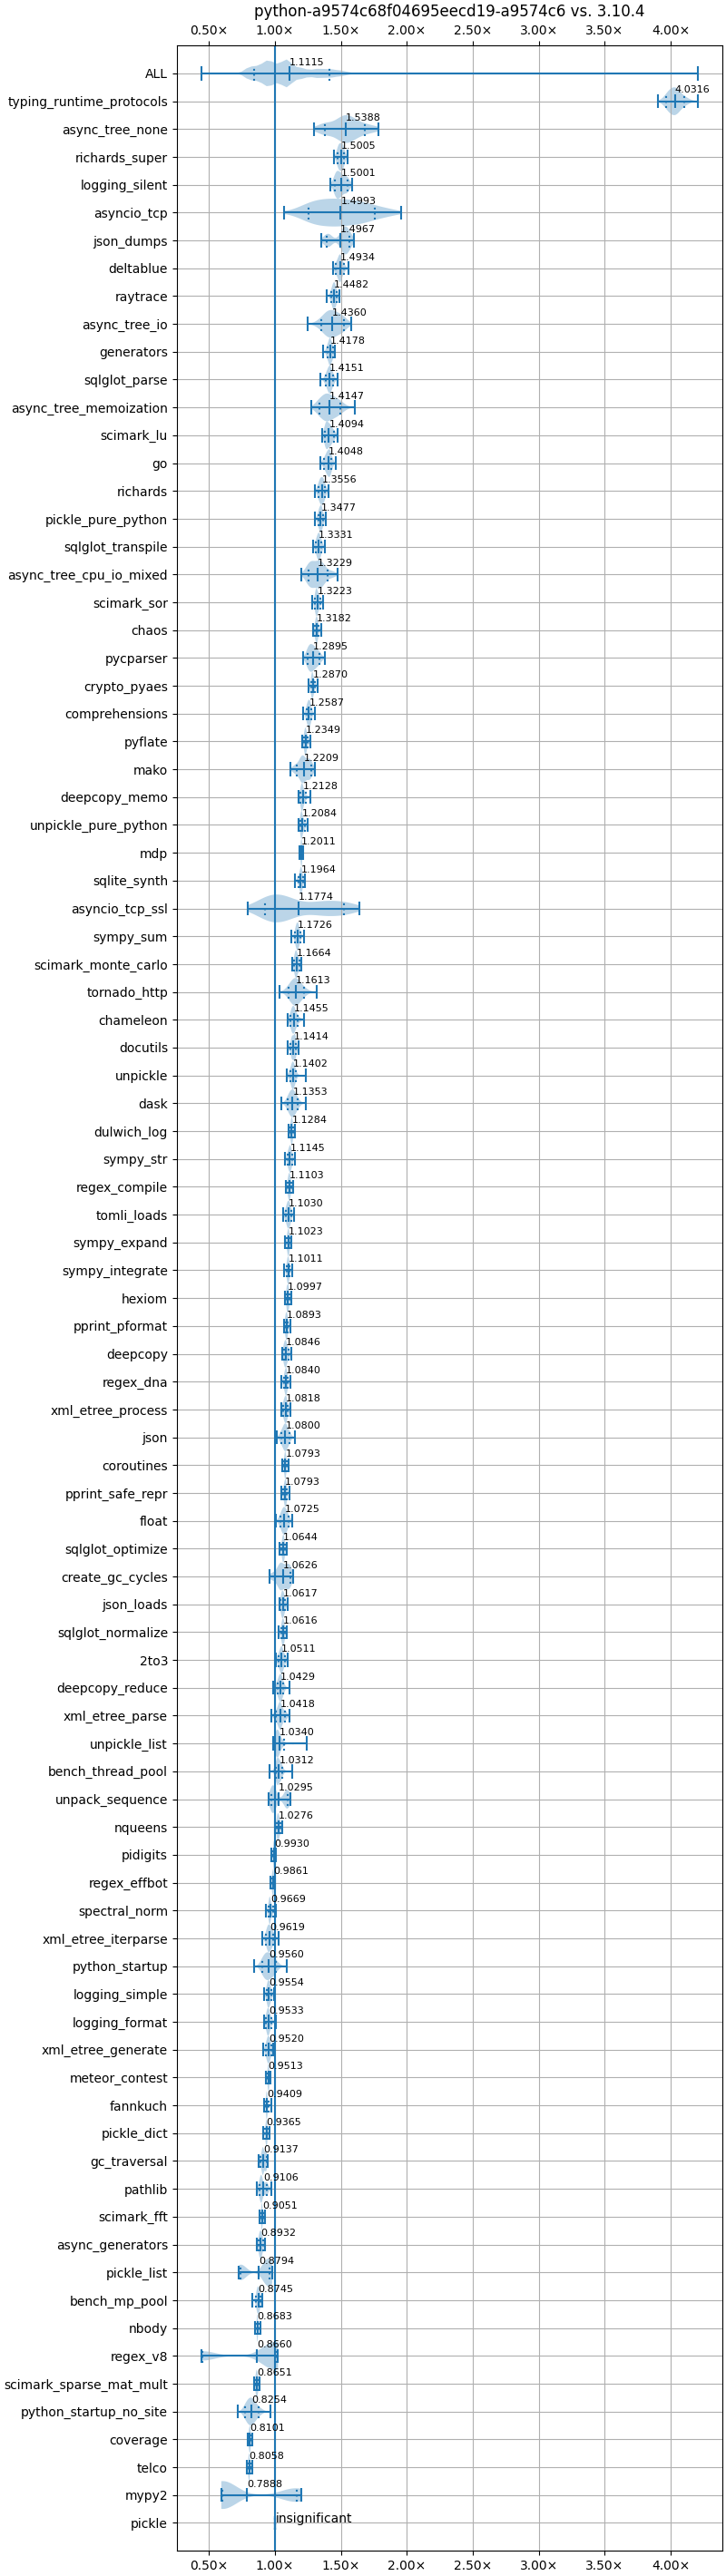 python-a9574c68f04695eecd19-a9574c6 vs. 3.10.4
0.50× 1.00× 1.50× 2.00× 2.50× 3.00× 3.50× 4.00×
ALL 1.1115
typing_runtime_protocols 4.0316
async_tree_none 1.5388
richards_super 1.5005
logging_silent 1.5001
asyncio_tcp 1.4993
json_dumps 1.4967
deltablue 1.4934
raytrace 1.4482
async_tree_io 1.4360
generators 1.4178
sqlglot_parse 1.4151
async_tree_memoization 1.4147
scimark_lu 1.4094
go 1.4048
richards 1.3556
pickle_pure_python 1.3477
sqlglot_transpile 1.3331
async_tree_cpu_io_mixed 1.3229
scimark_sor 1.3223
chaos 1.3182
pycparser 1.2895
crypto_pyaes 1.2870
comprehensions 1.2587
pyflate 1.2349
mako 1.2209
deepcopy_memo 1.2128
unpickle_pure_python 1.2084
mdp 1.2011
sqlite_synth 1.1964
asyncio_tcp_ssl 1.1774
sympy_sum 1.1726
scimark_monte_carlo 1.1664
tornado_http 1.1613
chameleon 1.1455
docutils 1.1414
unpickle 1.1402
dask 1.1353
dulwich_log 1.1284
sympy_str 1.1145
regex_compile 1.1103
tomli_loads 1.1030
sympy_expand 1.1023
sympy_integrate 1.1011
hexiom 1.0997
pprint_pformat 1.0893
deepcopy 1.0846
regex_dna 1.0840
xml_etree_process 1.0818
json 1.0800
coroutines 1.0793
pprint_safe_repr 1.0793
float 1.0725
sqlglot_optimize 1.0644
create_gc_cycles 1.0626
json_loads 1.0617
sqlglot_normalize 1.0616
2to3 1.0511
deepcopy_reduce 1.0429
xml_etree_parse 1.0418
unpickle_list 1.0340
bench_thread_pool 1.0312
unpack_sequence 1.0295
nqueens 1.0276
pidigits 0.9930
regex_effbot 0.9861
spectral_norm 0.9669
xml_etree_iterparse 0.9619
python_startup 0.9560
logging_simple 0.9554
logging_format 0.9533
xml_etree_generate 0.9520
meteor_contest 0.9513
fannkuch 0.9409
pickle_dict 0.9365
gc_traversal 0.9137
pathlib 0.9106
scimark_fft 0.9051
async_generators 0.8932
pickle_list 0.8794
bench_mp_pool 0.8745
nbody 0.8683
regex_v8 0.8660
scimark_sparse_mat_mult 0.8651
python_startup_no_site 0.8254
coverage 0.8101
telco 0.8058
mypy2 0.7888
pickle insignificant
0.50× 1.00× 1.50× 2.00× 2.50× 3.00× 3.50× 4.00×